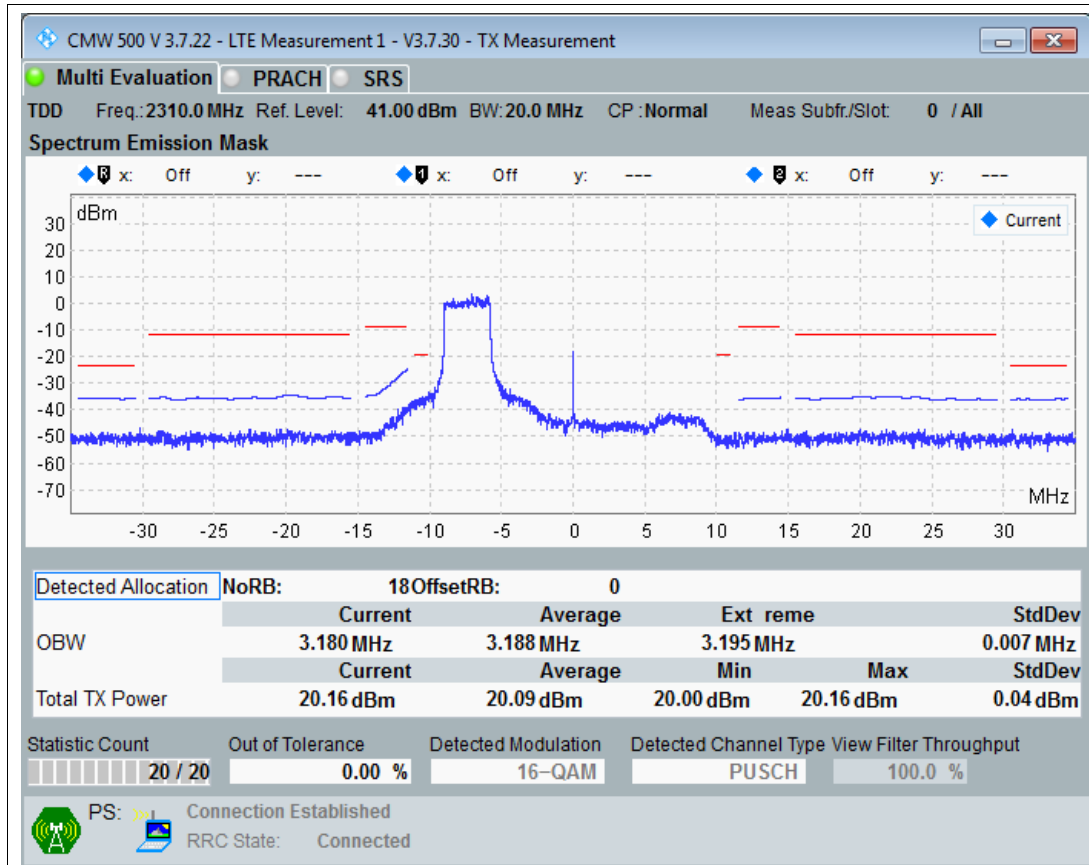 CMW 500 V 3.7.22 - LTE Measurement 1 - V3.7.30 - TX Measurement
Multi Evaluation PRACH SRS
TDD Freq.: 2310.0 MHz Ref. Level: 41.00 dBm BW: 20.0 MHz CP : Normal Meas Subfr./Slot: 0 / All
Spectrum Emission Mask
R x: Off y: --- 1 x: Off y: --- 2 x: Off y: ---
dBm
Current
30
20
10
0
-10
-20
-30
-40
-50
-60
-70
MHz
-30 -25 -20 -15 -10 -5 0 5 10 15 20 25 30
Detected Allocation NoRB: 18 OffsetRB: 0
Current Average Ext reme StdDev
OBW 3.180 MHz 3.188 MHz 3.195 MHz 0.007 MHz
Current Average Min Max StdDev
Total TX Power 20.16 dBm 20.09 dBm 20.00 dBm 20.16 dBm 0.04 dBm
Statistic Count Out of Tolerance Detected Modulation Detected Channel Type View Filter Throughput
20 / 20 0.00 % 16-QAM PUSCH 100.0 %
PS: Connection Established
RRC State: Connected